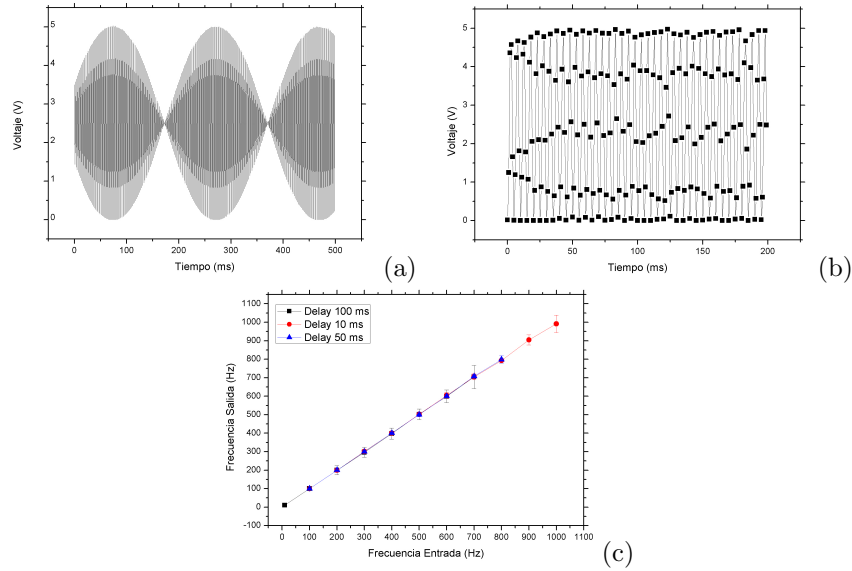 5
4
3
2
1
0
Voltaje (V)
0 100 200 300 400 500
Tiempo (ms)
(a)
5
4
3
2
1
0
Voltaje (V)
0 50 100 150 200
Tiempo (ms)
(b)
Delay 100 ms
Delay 10 ms
Delay 50 ms
1100
1000
900
800
700
600
500
400
300
200
100
0
-100
Frecuencia Salida (Hz)
0 100 200 300 400 500 600 700 800 900 1000 1100
Frecuencia Entrada (Hz)
(c)